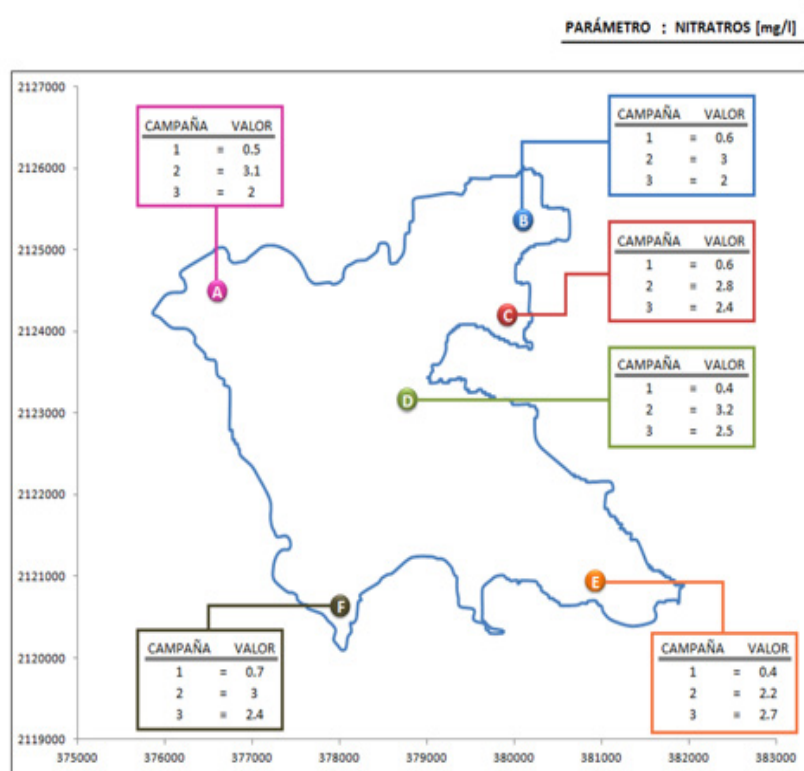 PARÁMETRO : NITRATROS [mg/l]
2127000
2126000
2125000
2124000
2123000
2122000
2121000
2120000
2119000
375000 376000 377000 378000 379000 380000 381000 382000 383000
CAMPAÑA VALOR
1 = 0.5
2 = 3.1
3 = 2
A
CAMPAÑA VALOR
1 = 0.6
2 = 3
3 = 2
B
CAMPAÑA VALOR
1 = 0.6
2 = 2.8
3 = 2.4
C
CAMPAÑA VALOR
1 = 0.4
2 = 3.2
3 = 2.5
D
CAMPAÑA VALOR
1 = 0.4
2 = 2.2
3 = 2.7
E
CAMPAÑA VALOR
1 = 0.7
2 = 3
3 = 2.4
F